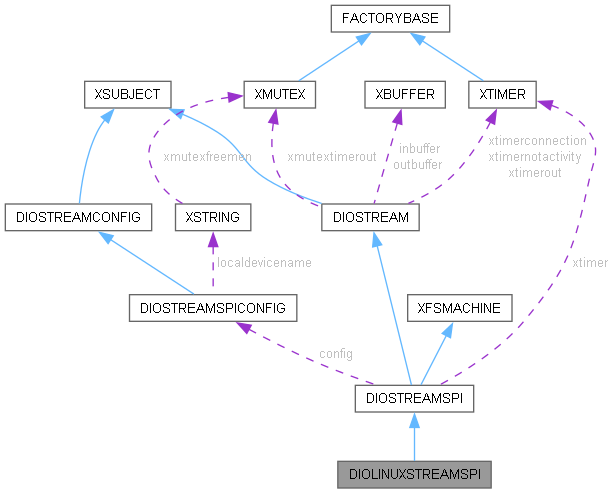 FACTORYBASE
XSUBJECT
XMUTEX
XBUFFER
XTIMER
xmutexfreemen
xmutextimerout
inbuffer
outbuffer
xtimerconnection
xtimernotactivity
xtimerout
DIOSTREAMCONFIG
XSTRING
DIOSTREAM
localdevicename
xtimer
DIOSTREAMSPICONFIG
XFSMACHINE
config
DIOSTREAMSPI
DIOLINUXSTREAMSPI